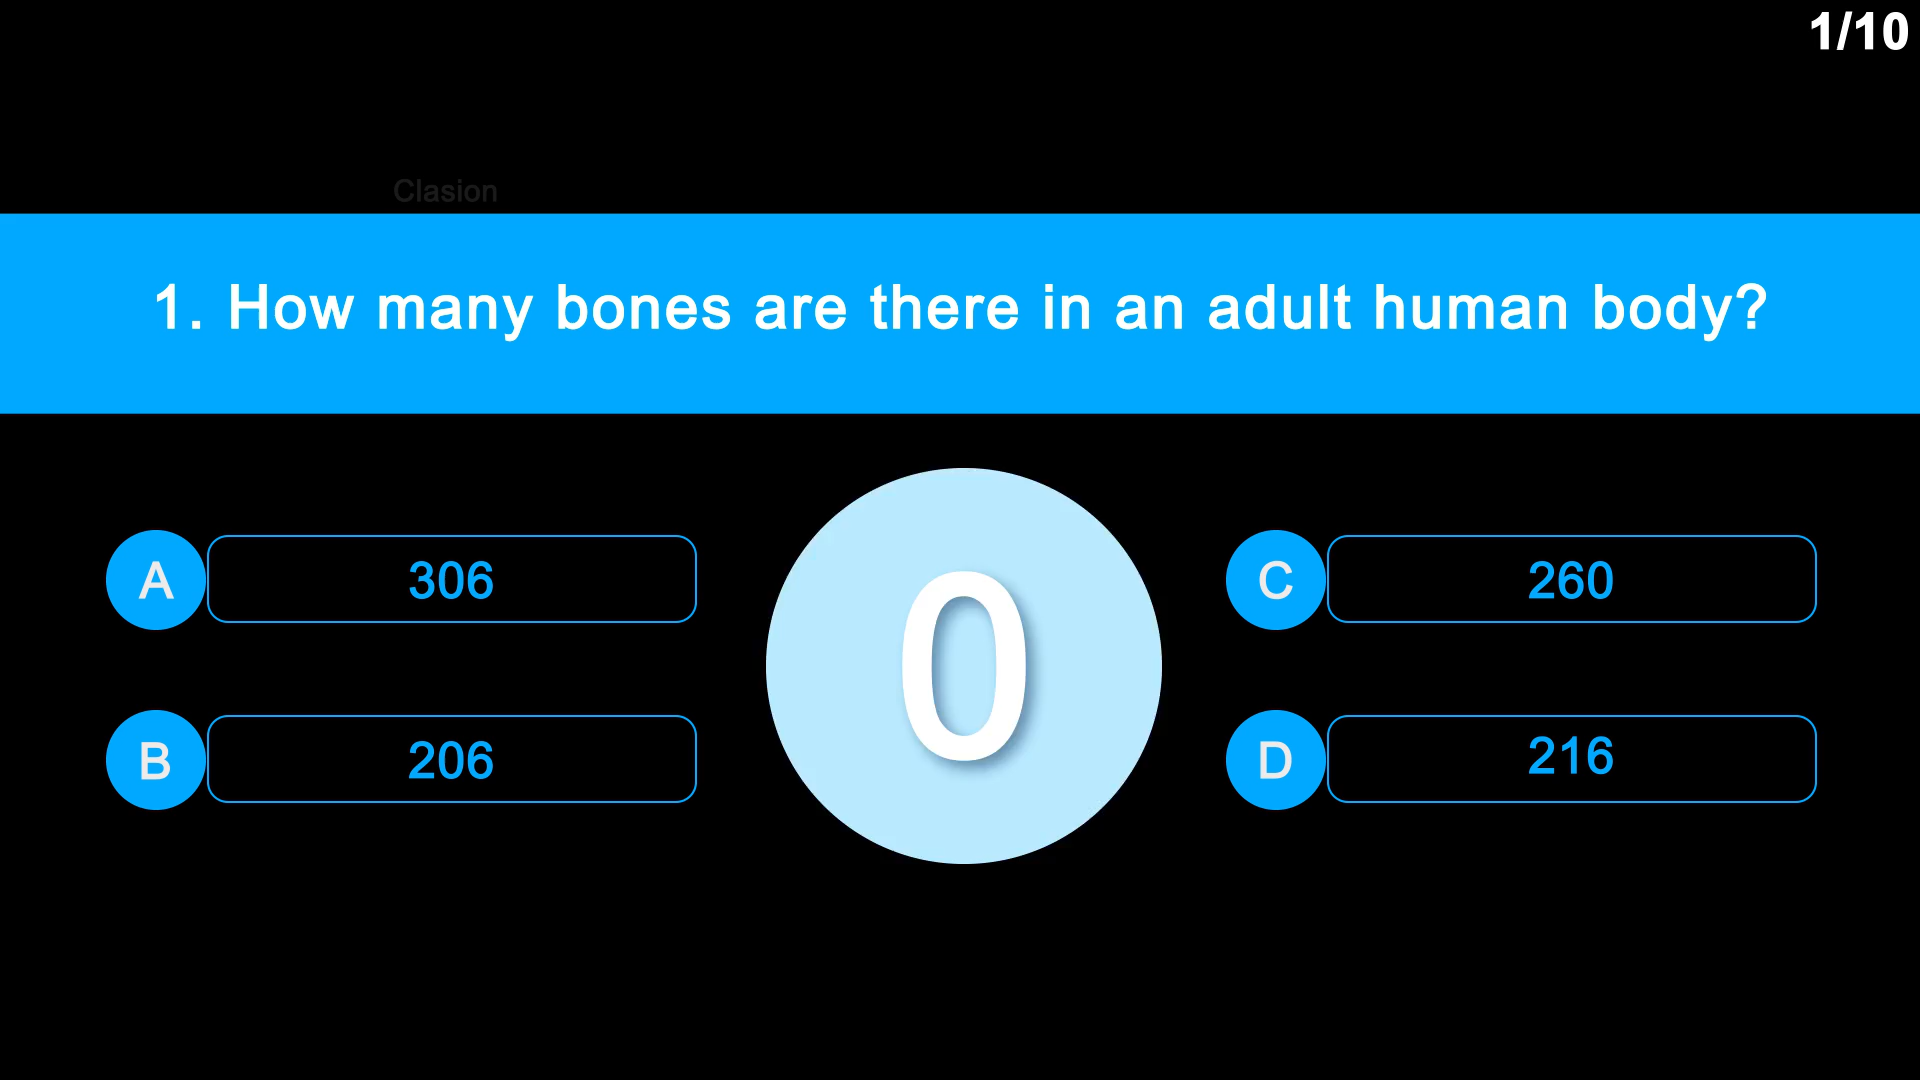 1/10
Clasion
1. How many bones are there in an adult human body?
A 306
B 206
0
C 260
D 216